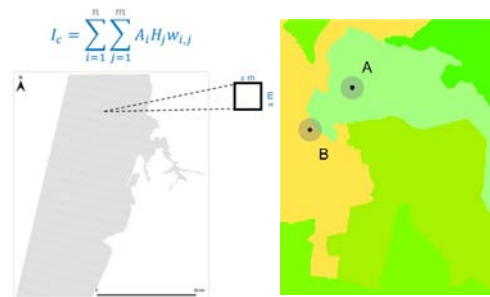 I_c = \sum_{i=1}^{n} \sum_{j=1}^{m} A_i H_j w_{i,j}
N
x m
x m
A
B